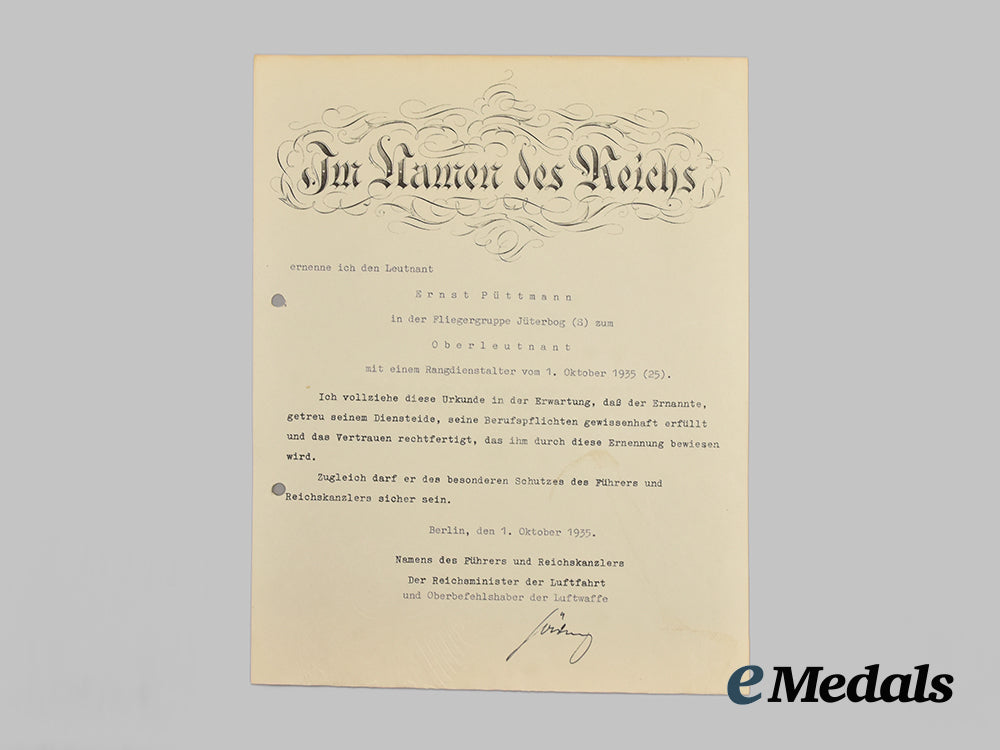 Im Namen des Reichs
ernenne ich den Leutnant
Ernst Püttmann
in der Fliegergruppe Jüterbog (S) zum
Oberleutnant
mit einem Rangdienstalter vom 1. Oktober 1935 (25).
Ich vollziehe diese Urkunde in der Erwartung, daß der Ernannte,
getreu seinem Diensteide, seine Berufspflichten gewissenhaft erfüllt
und das Vertrauen rechtfertigt, das ihm durch diese Ernennung bewiesen
wird.
Zugleich darf er des besonderen Schutzes des Führers und
Reichskanzlers sicher sein.
Berlin, den 1. Oktober 1935.
Namens des Führers und Reichskanzlers
Der Reichsminister der Luftfahrt
und Oberbefehlshaber der Luftwaffe
Göring
eMedals